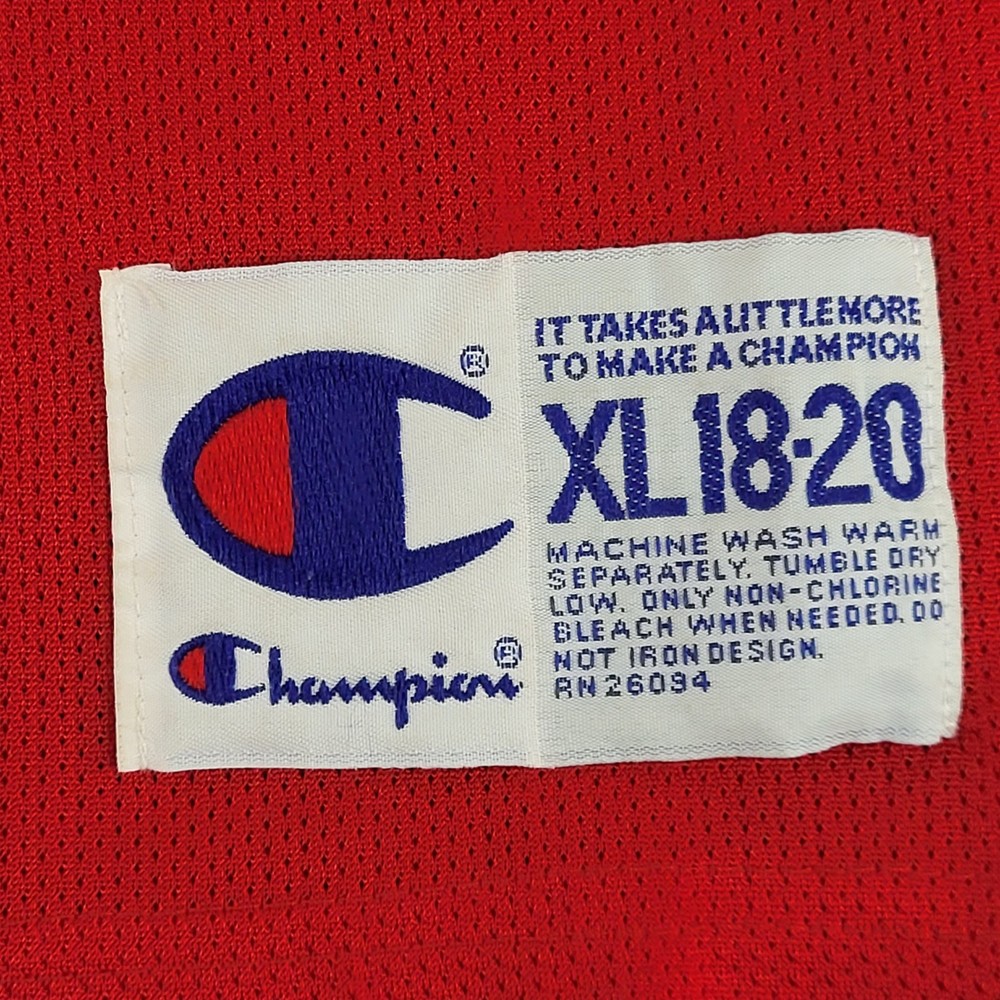 ®
Champion®
IT TAKES A LITTLE MORE
TO MAKE A CHAMPION
XL 18-20
MACHINE WASH WARM
SEPARATELY. TUMBLE DRY
LOW. ONLY NON-CHLORINE
BLEACH WHEN NEEDED. DO
NOT IRON DESIGN.
RN 26094